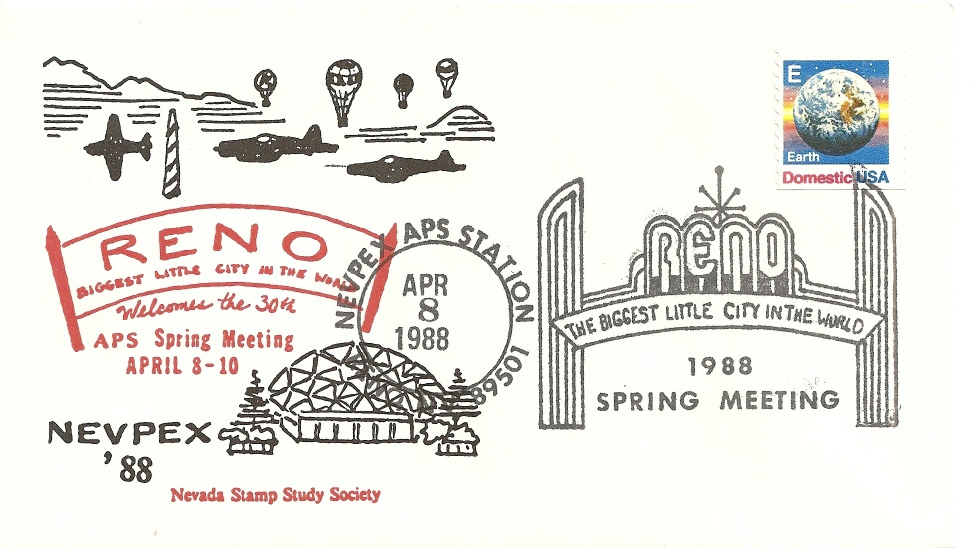 E
Earth
Domestic USA
RENO
BIGGEST LITTLE CITY IN THE WORLD
Welcomes the 30th
APS Spring Meeting
APRIL 8-10
NEVPEX
'88
Nevada Stamp Study Society
NEVPEX APS STATION
APR
8
1988
89501
RENO
THE BIGGEST LITTLE CITY IN THE WORLD
1988
SPRING MEETING